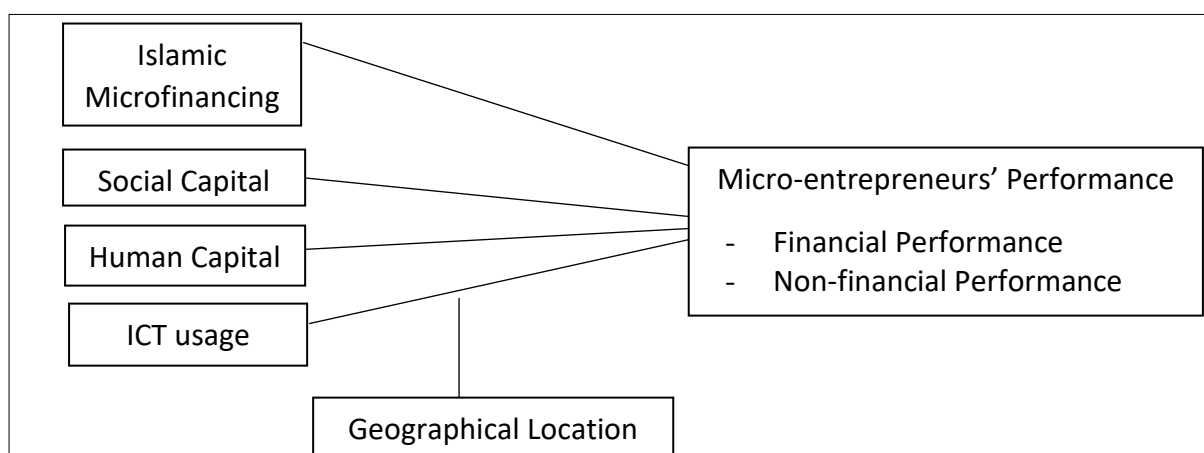 Islamic
Microfinancing
Social Capital
Human Capital
ICT usage
Geographical Location
Micro-entrepreneurs’ Performance
- Financial Performance
- Non-financial Performance